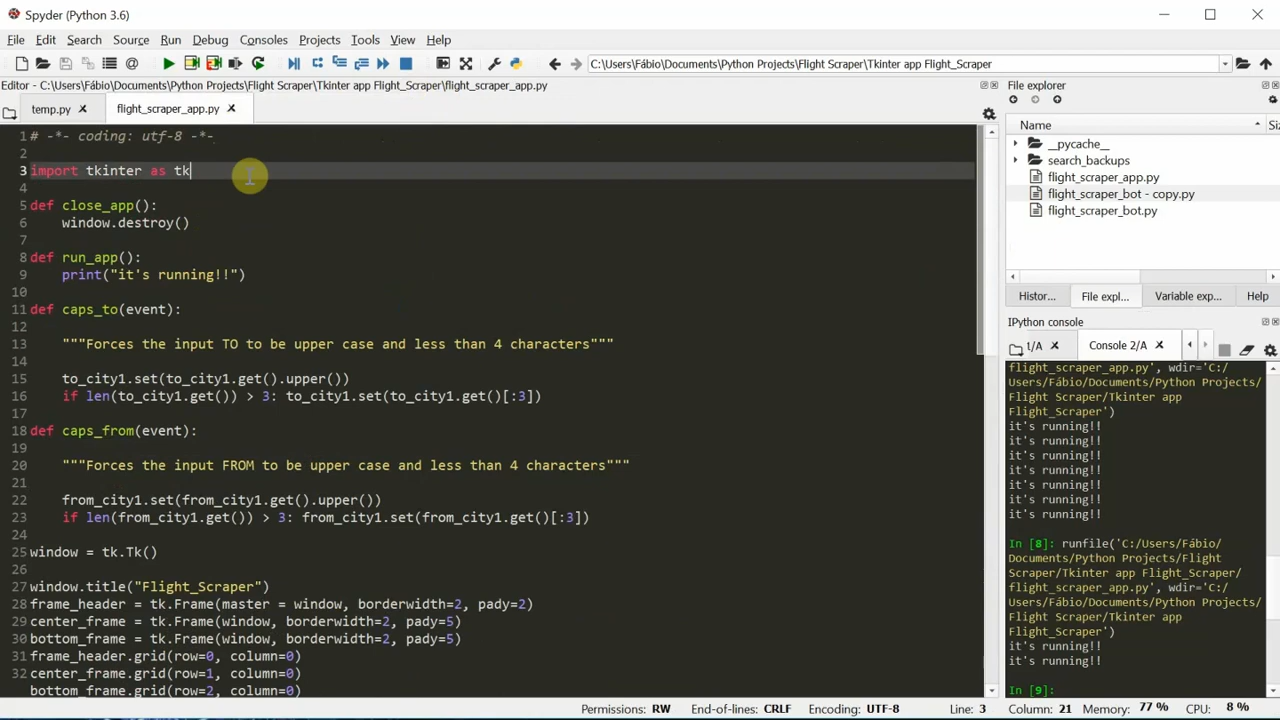 Spyder (Python 3.6)
File Edit Search Source Run Debug Consoles Projects Tools View Help
C:\Users\Fábio\Documents\Python Projects\Flight Scraper\Tkinter app Flight_Scraper
Editor - C:\Users\Fábio\Documents\Python Projects\Flight Scraper\Tkinter app Flight_Scraper\flight_scraper_app.py
temp.py flight_scraper_app.py
1 # -*- coding: utf-8 -*-
2
3 import tkinter as tk
4
5 def close_app():
6     window.destroy()
7
8 def run_app():
9     print("it's running!!")
10
11 def caps_to(event):
12
13     """Forces the input TO to be upper case and less than 4 characters"""
14
15     to_city1.set(to_city1.get().upper())
16     if len(to_city1.get()) > 3: to_city1.set(to_city1.get()[:3])
17
18 def caps_from(event):
19
20     """Forces the input FROM to be upper case and less than 4 characters"""
21
22     from_city1.set(from_city1.get().upper())
23     if len(from_city1.get()) > 3: from_city1.set(from_city1.get()[:3])
24
25 window = tk.Tk()
26
27 window.title("Flight_Scraper")
28 frame_header = tk.Frame(master = window, borderwidth=2, pady=2)
29 center_frame = tk.Frame(window, borderwidth=2, pady=5)
30 bottom_frame = tk.Frame(window, borderwidth=2, pady=5)
31 frame_header.grid(row=0, column=0)
32 center_frame.grid(row=1, column=0)
bottom_frame.grid(row=2, column=0)
File explorer
Name Siz
__pycache__
search_backups
flight_scraper_app.py
flight_scraper_bot - copy.py
flight_scraper_bot.py
Histor... File expl... Variable exp... Help
IPython console
1/A Console 2/A
flight_scraper_app.py', wdir='C:/
Users/Fábio/Documents/Python Projects/
Flight Scraper/Tkinter app
Flight_Scraper')
it's running!!
it's running!!
it's running!!
it's running!!
it's running!!
it's running!!
it's running!!
In [8]: runfile('C:/Users/Fábio/
Documents/Python Projects/Flight
Scraper/Tkinter app Flight_Scraper/
flight_scraper_app.py', wdir='C:/
Users/Fábio/Documents/Python Projects/
Flight Scraper/Tkinter app
Flight_Scraper')
it's running!!
it's running!!
In [9]:
Permissions: RW End-of-lines: CRLF Encoding: UTF-8 Line: 3 Column: 21 Memory: 77 % CPU: 8 %